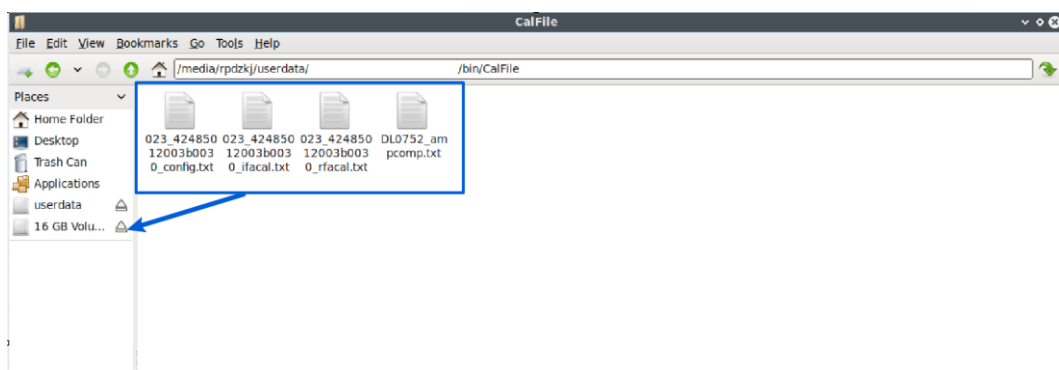 CalFile
File Edit View Bookmarks Go Tools Help
/media/rpdzkj/userdata/ /bin/CalFile
Places
Home Folder
Desktop
Trash Can
Applications
userdata
16 GB Volu...
023_424850
12003b003
0_config.txt
023_424850
12003b003
0_ifacal.txt
023_424850
12003b003
0_rfacal.txt
DL0752_am
pcomp.txt